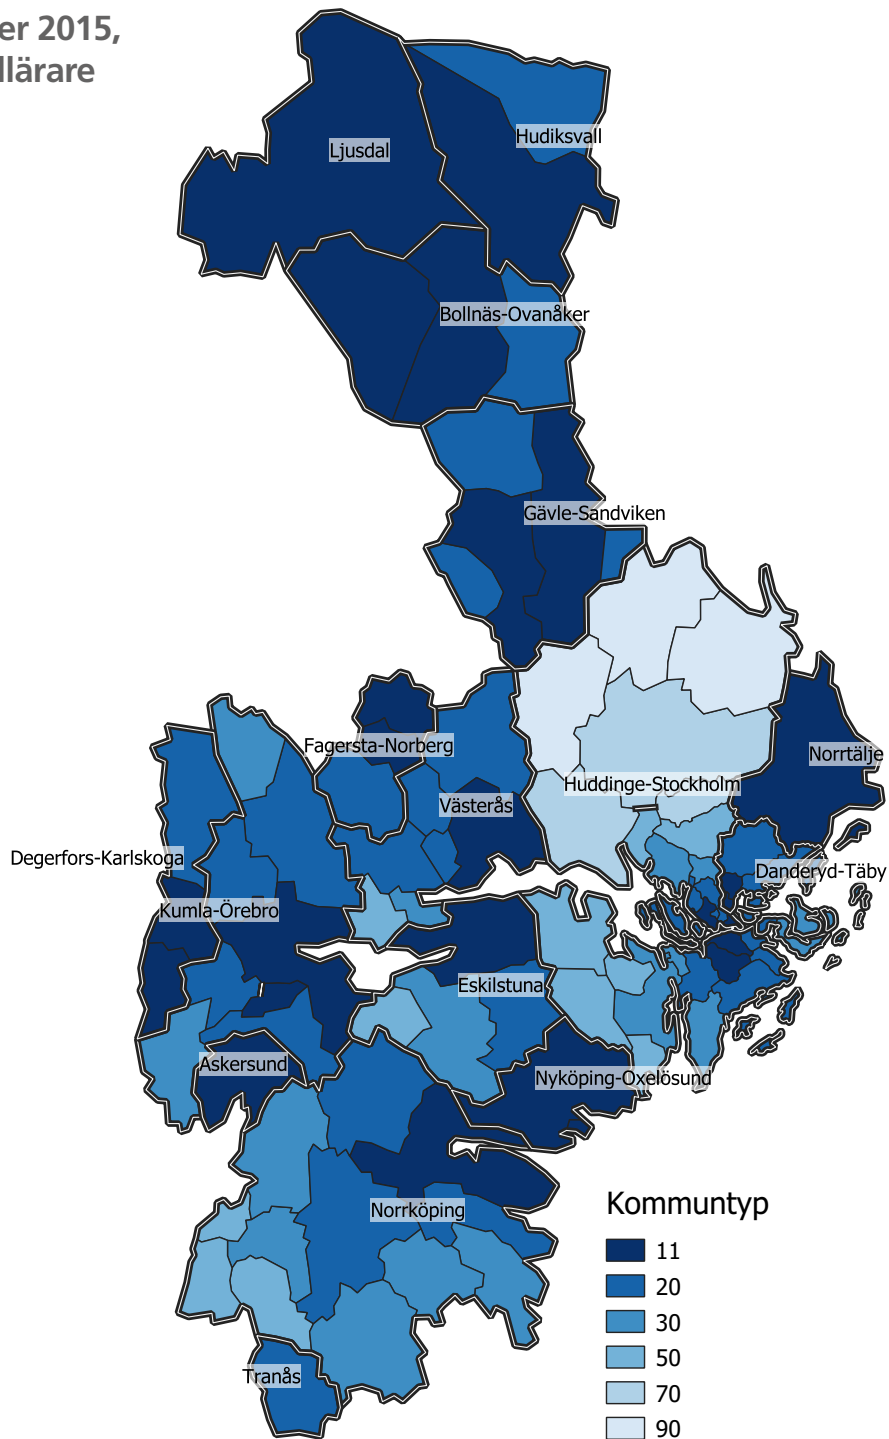 er 2015,
llärare
Hudiksvall
Ljusdal
Bollnäs-Ovanåker
Gävle-Sandviken
Fagersta-Norberg
Norrtälje
Huddinge-Stockholm
Västerås
Degerfors-Karlskoga
Danderyd-Täby
Kumla-Örebro
Eskilstuna
Askersund
Nyköping-Oxelösund
Norrköping
Tranås
Kommuntyp
11
20
30
50
70
90